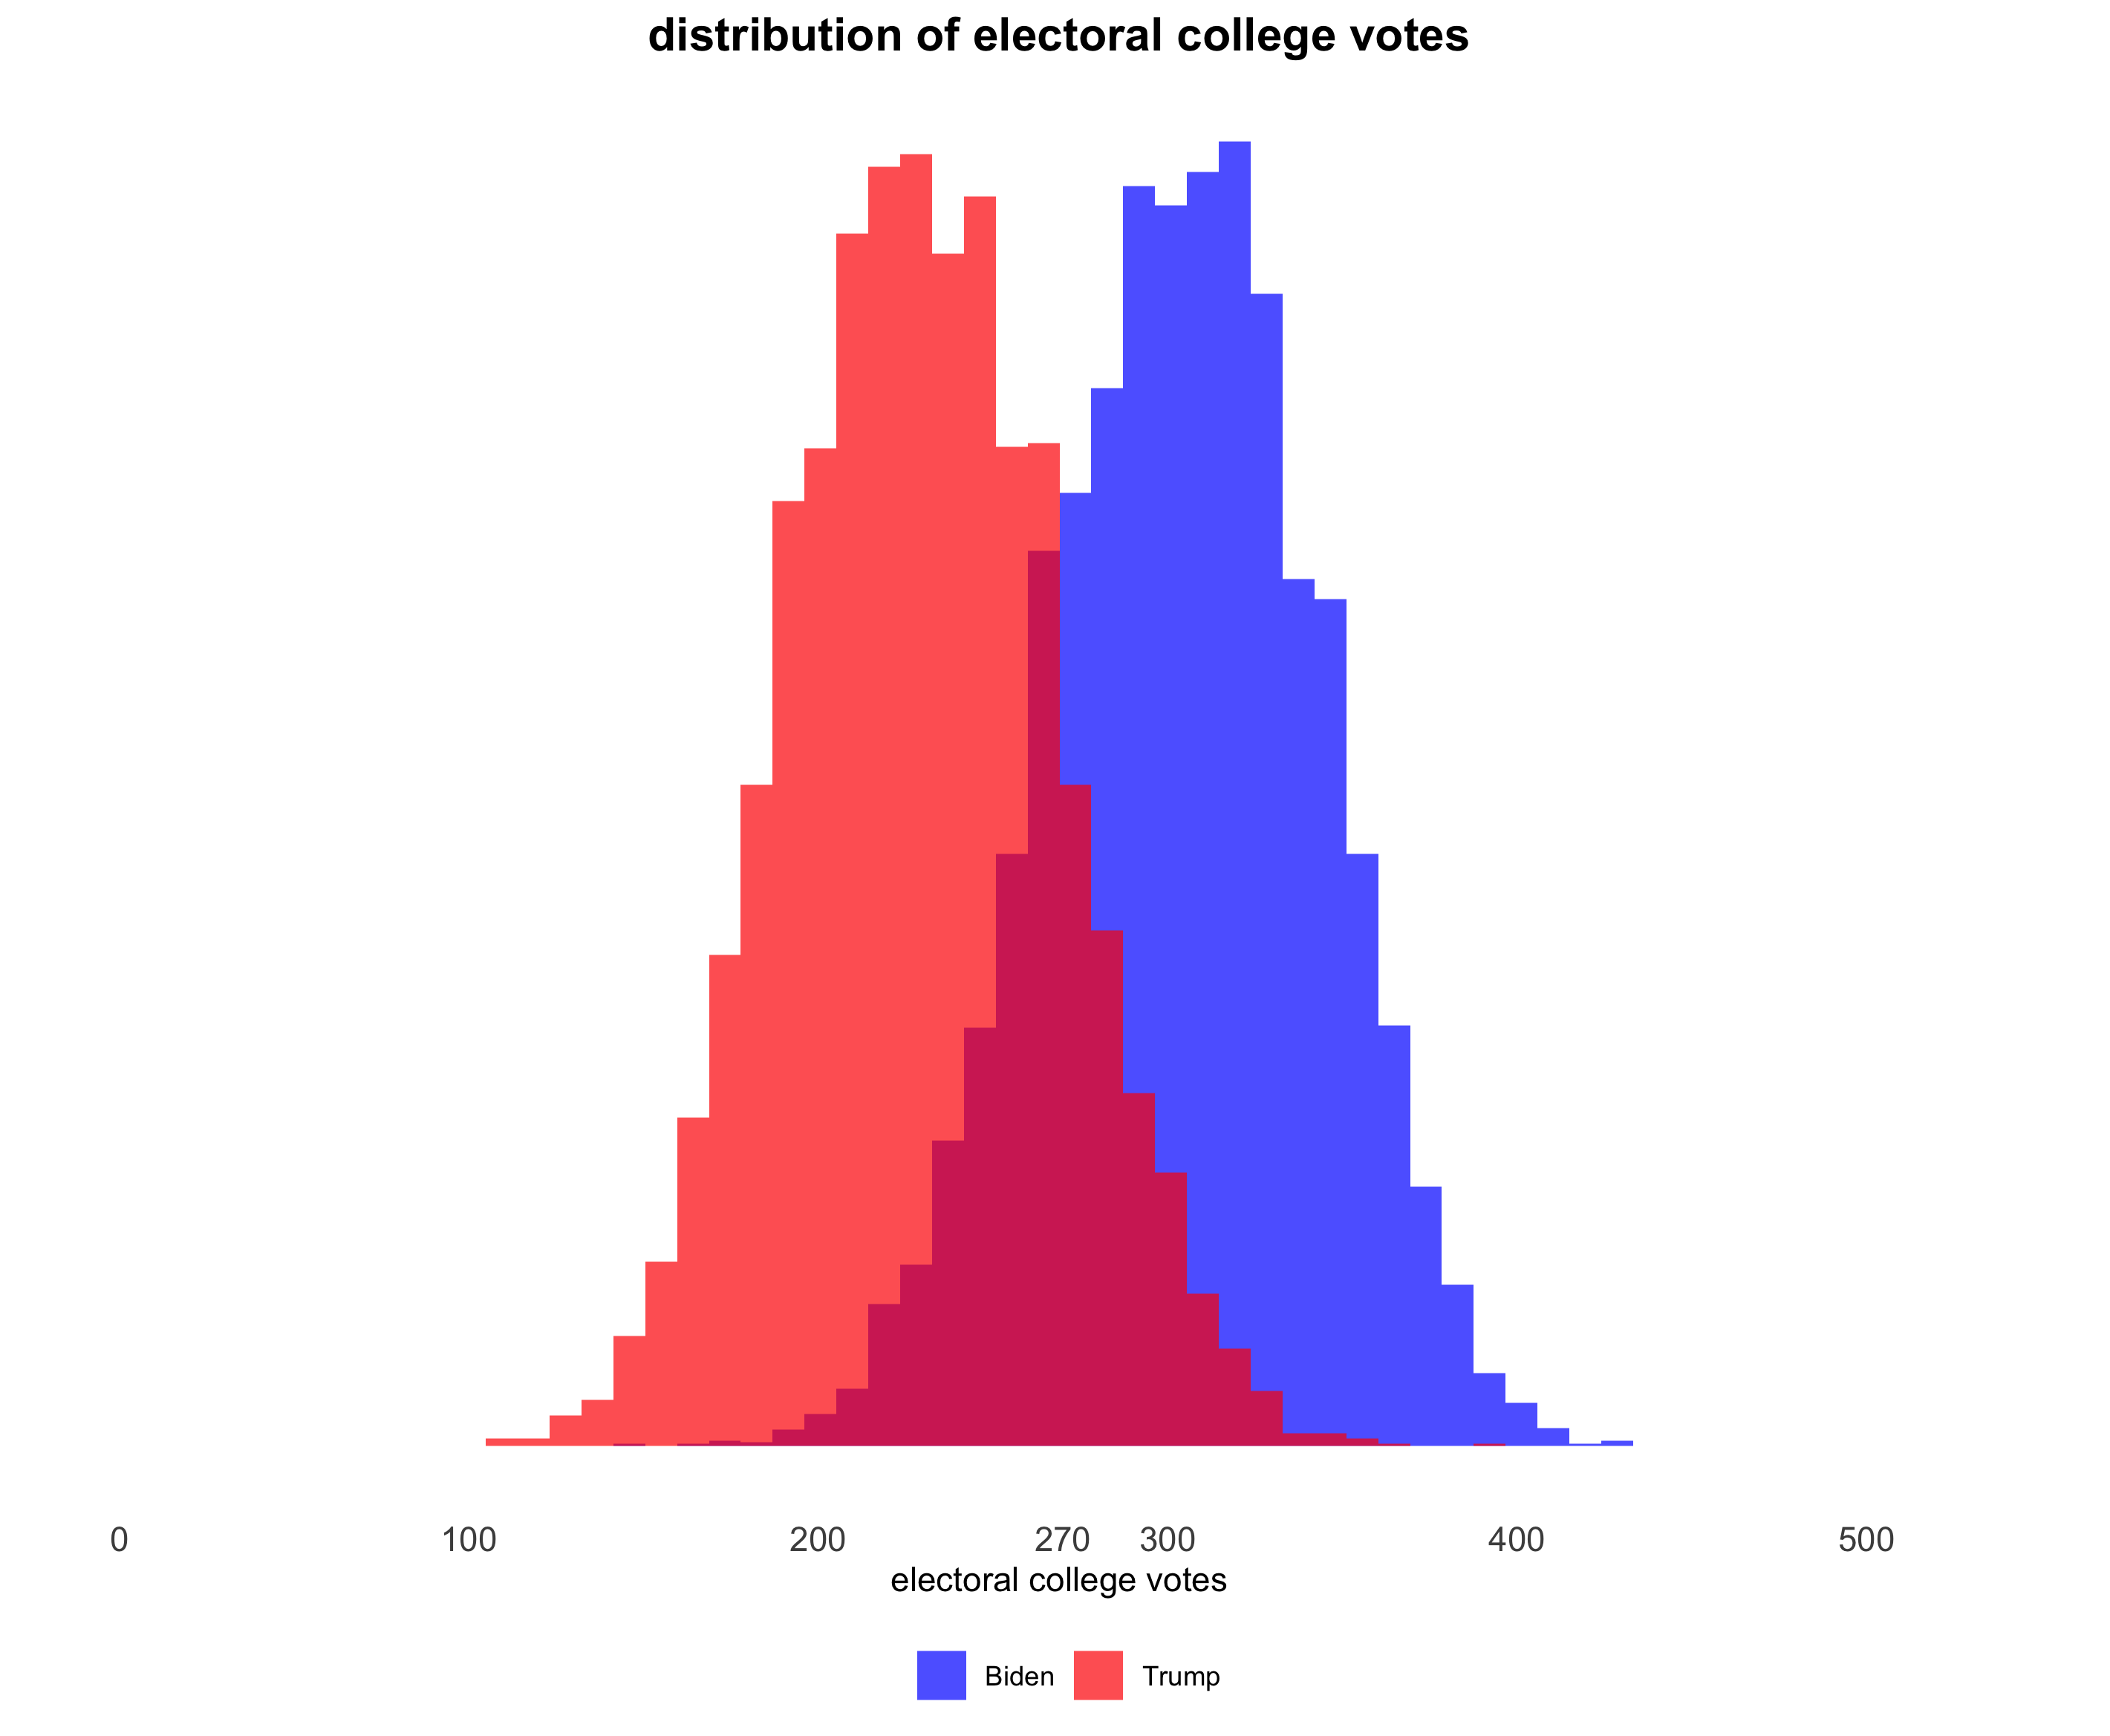 distribution of electoral college votes
0 100 200 270 300 400 500
electoral college votes
Biden Trump